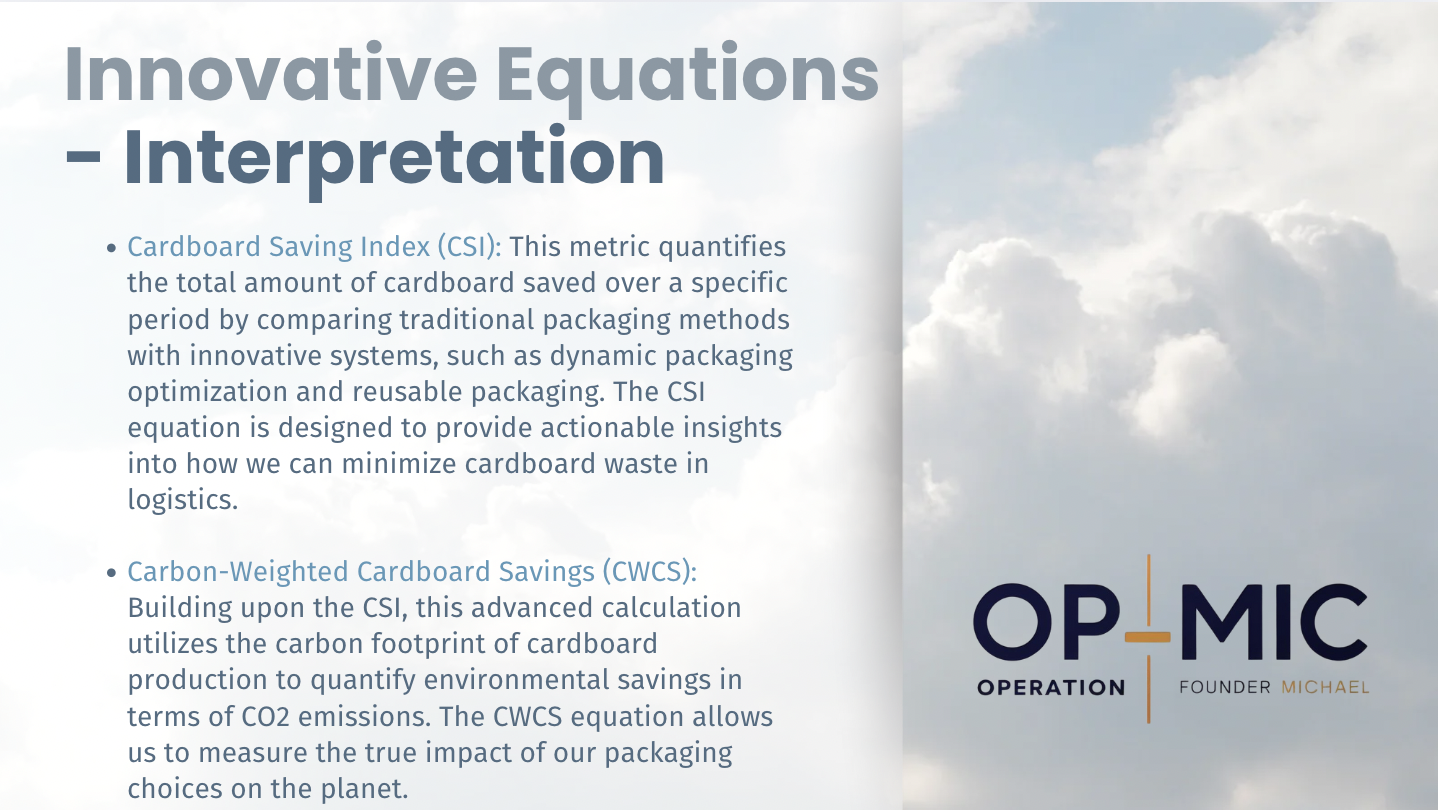 Innovative Equations
- Interpretation
• Cardboard Saving Index (CSI): This metric quantifies
the total amount of cardboard saved over a specific
period by comparing traditional packaging methods
with innovative systems, such as dynamic packaging
optimization and reusable packaging. The CSI
equation is designed to provide actionable insights
into how we can minimize cardboard waste in
logistics.
• Carbon-Weighted Cardboard Savings (CWCS):
Building upon the CSI, this advanced calculation
utilizes the carbon footprint of cardboard
production to quantify environmental savings in
terms of CO2 emissions. The CWCS equation allows
us to measure the true impact of our packaging
choices on the planet.
OP-MIC
OPERATION FOUNDER MICHAEL